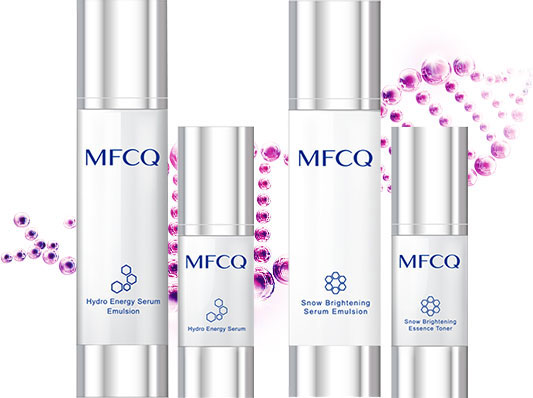 MFCQ
Hydro Energy Serum
Emulsion
MFCQ
Hydro Energy Serum
MFCQ
Snow Brightening
Serum Emulsion
MFCQ
Snow Brightening
Essence Toner